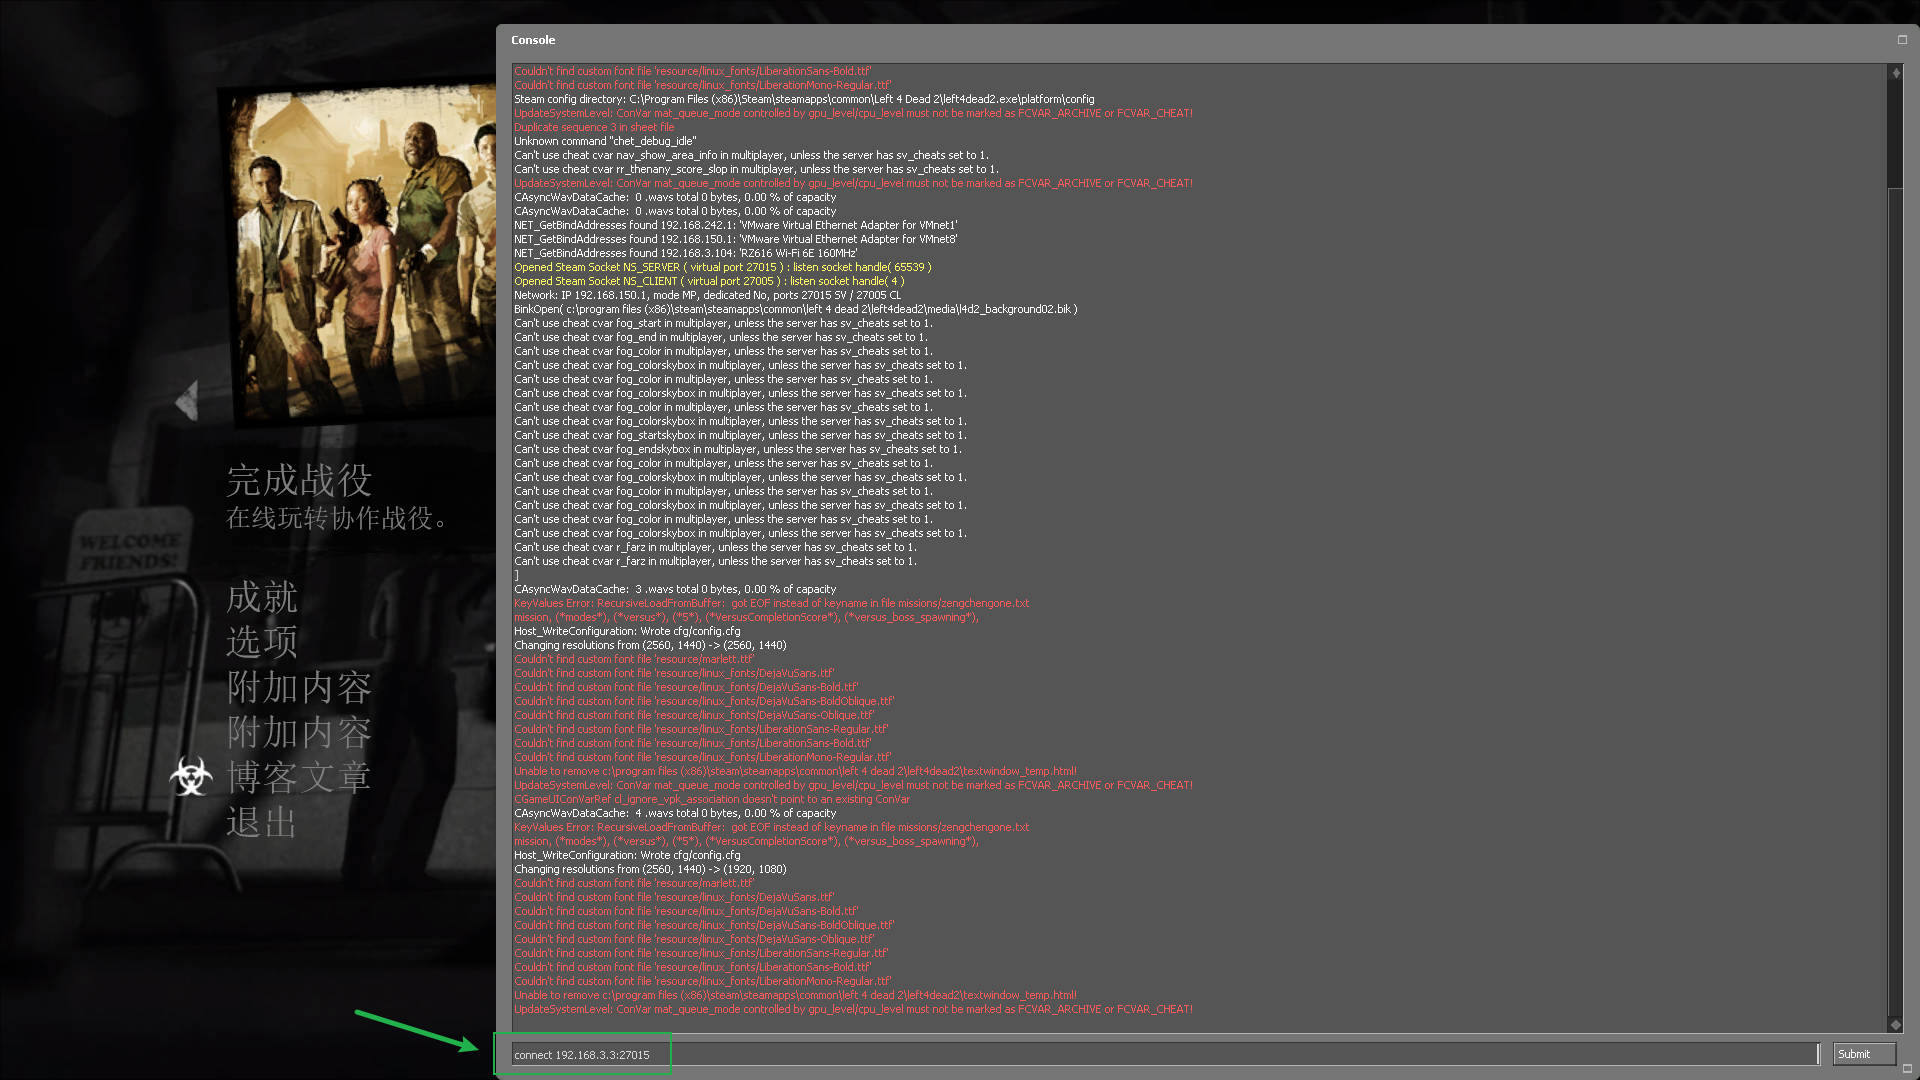 Console
Couldn't find custom font file 'resource/linux_fonts/LiberationSans-Bold.ttf'
Couldn't find custom font file 'resource/linux_fonts/LiberationMono-Regular.ttf'
Steam config directory: C:\Program Files (x86)\Steam\steamapps\common\Left 4 Dead 2\left4dead2.exe\platform\config
UpdateSystemLevel: ConVar mat_queue_mode controlled by gpu_level/cpu_level must not be marked as FCVAR_ARCHIVE or FCVAR_CHEAT!
Duplicate sequence 3 in sheet file
Unknown command "chet_debug_idle"
Can't use cheat cvar nav_show_area_info in multiplayer, unless the server has sv_cheats set to 1.
Can't use cheat cvar rr_thenany_score_slop in multiplayer, unless the server has sv_cheats set to 1.
UpdateSystemLevel: ConVar mat_queue_mode controlled by gpu_level/cpu_level must not be marked as FCVAR_ARCHIVE or FCVAR_CHEAT!
CAsyncWavDataCache:  0 .wavs total 0 bytes, 0.00 % of capacity
CAsyncWavDataCache:  0 .wavs total 0 bytes, 0.00 % of capacity
NET_GetBindAddresses found 192.168.242.1: 'VMware Virtual Ethernet Adapter for VMnet1'
NET_GetBindAddresses found 192.168.150.1: 'VMware Virtual Ethernet Adapter for VMnet8'
NET_GetBindAddresses found 192.168.3.104: 'RZ616 Wi-Fi 6E 160MHz'
Opened Steam Socket NS_SERVER ( virtual port 27015 ) : listen socket handle( 65539 )
Opened Steam Socket NS_CLIENT ( virtual port 27005 ) : listen socket handle( 4 )
Network: IP 192.168.150.1, mode MP, dedicated No, ports 27015 SV / 27005 CL
BinkOpen( c:\program files (x86)\steam\steamapps\common\left 4 dead 2\left4dead2\media\l4d2_background02.bik )
Can't use cheat cvar fog_start in multiplayer, unless the server has sv_cheats set to 1.
Can't use cheat cvar fog_end in multiplayer, unless the server has sv_cheats set to 1.
Can't use cheat cvar fog_color in multiplayer, unless the server has sv_cheats set to 1.
Can't use cheat cvar fog_colorskybox in multiplayer, unless the server has sv_cheats set to 1.
Can't use cheat cvar fog_color in multiplayer, unless the server has sv_cheats set to 1.
Can't use cheat cvar fog_colorskybox in multiplayer, unless the server has sv_cheats set to 1.
Can't use cheat cvar fog_color in multiplayer, unless the server has sv_cheats set to 1.
Can't use cheat cvar fog_colorskybox in multiplayer, unless the server has sv_cheats set to 1.
Can't use cheat cvar fog_startskybox in multiplayer, unless the server has sv_cheats set to 1.
Can't use cheat cvar fog_endskybox in multiplayer, unless the server has sv_cheats set to 1.
Can't use cheat cvar fog_color in multiplayer, unless the server has sv_cheats set to 1.
Can't use cheat cvar fog_colorskybox in multiplayer, unless the server has sv_cheats set to 1.
Can't use cheat cvar fog_color in multiplayer, unless the server has sv_cheats set to 1.
Can't use cheat cvar fog_colorskybox in multiplayer, unless the server has sv_cheats set to 1.
Can't use cheat cvar fog_color in multiplayer, unless the server has sv_cheats set to 1.
Can't use cheat cvar fog_colorskybox in multiplayer, unless the server has sv_cheats set to 1.
Can't use cheat cvar r_farz in multiplayer, unless the server has sv_cheats set to 1.
Can't use cheat cvar r_farz in multiplayer, unless the server has sv_cheats set to 1.
]
CAsyncWavDataCache:  3 .wavs total 0 bytes, 0.00 % of capacity
KeyValues Error: RecursiveLoadFromBuffer:  got EOF instead of keyname in file missions/zengchengone.txt
mission, (*modes*), (*versus*), (*5*), (*VersusCompletionScore*), (*versus_boss_spawning*),
Host_WriteConfiguration: Wrote cfg/config.cfg
Changing resolutions from (2560, 1440) -> (2560, 1440)
Couldn't find custom font file 'resource/marlett.ttf'
Couldn't find custom font file 'resource/linux_fonts/DejaVuSans.ttf'
Couldn't find custom font file 'resource/linux_fonts/DejaVuSans-Bold.ttf'
Couldn't find custom font file 'resource/linux_fonts/DejaVuSans-BoldOblique.ttf'
Couldn't find custom font file 'resource/linux_fonts/DejaVuSans-Oblique.ttf'
Couldn't find custom font file 'resource/linux_fonts/LiberationSans-Regular.ttf'
Couldn't find custom font file 'resource/linux_fonts/LiberationSans-Bold.ttf'
Couldn't find custom font file 'resource/linux_fonts/LiberationMono-Regular.ttf'
Unable to remove c:\program files (x86)\steam\steamapps\common\left 4 dead 2\left4dead2\textwindow_temp.html!
UpdateSystemLevel: ConVar mat_queue_mode controlled by gpu_level/cpu_level must not be marked as FCVAR_ARCHIVE or FCVAR_CHEAT!
CGameUIConVarRef cl_ignore_vpk_association doesn't point to an existing ConVar
CAsyncWavDataCache:  4 .wavs total 0 bytes, 0.00 % of capacity
KeyValues Error: RecursiveLoadFromBuffer:  got EOF instead of keyname in file missions/zengchengone.txt
mission, (*modes*), (*versus*), (*5*), (*VersusCompletionScore*), (*versus_boss_spawning*),
Host_WriteConfiguration: Wrote cfg/config.cfg
Changing resolutions from (2560, 1440) -> (1920, 1080)
Couldn't find custom font file 'resource/marlett.ttf'
Couldn't find custom font file 'resource/linux_fonts/DejaVuSans.ttf'
Couldn't find custom font file 'resource/linux_fonts/DejaVuSans-Bold.ttf'
Couldn't find custom font file 'resource/linux_fonts/DejaVuSans-BoldOblique.ttf'
Couldn't find custom font file 'resource/linux_fonts/DejaVuSans-Oblique.ttf'
Couldn't find custom font file 'resource/linux_fonts/LiberationSans-Regular.ttf'
Couldn't find custom font file 'resource/linux_fonts/LiberationSans-Bold.ttf'
Couldn't find custom font file 'resource/linux_fonts/LiberationMono-Regular.ttf'
Unable to remove c:\program files (x86)\steam\steamapps\common\left 4 dead 2\left4dead2\textwindow_temp.html!
UpdateSystemLevel: ConVar mat_queue_mode controlled by gpu_level/cpu_level must not be marked as FCVAR_ARCHIVE or FCVAR_CHEAT!
connect 192.168.3.3:27015
Submit
完成战役
在线玩转协作战役。
WELCOME
FRIENDS!
成就
选项
附加内容
附加内容
博客文章
退出